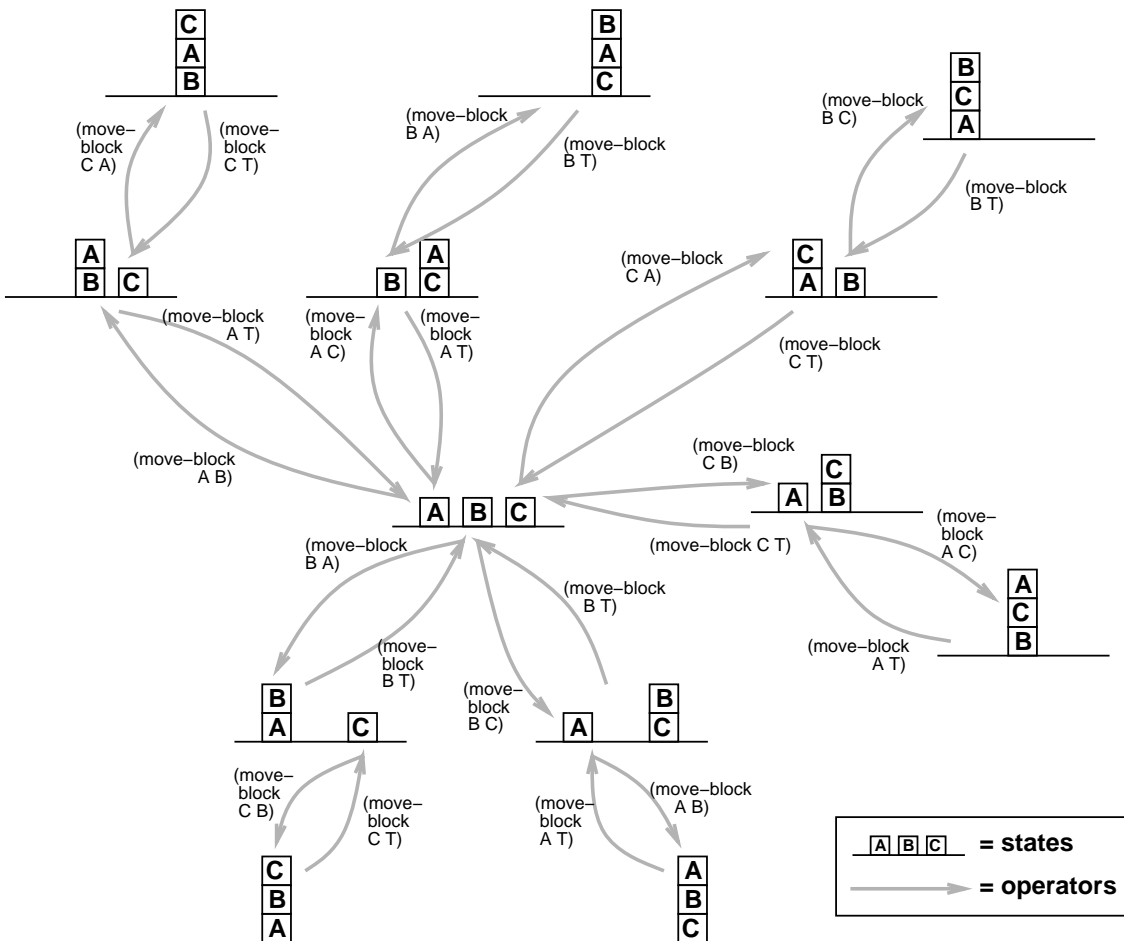 C
A
B
B
A
C
B
C
A
(move–
block
C A)
(move–
block
C T)
(move–block
B A)
(move–block
B T)
(move–block
B C)
(move–block
B T)
A
B C
A
B C
C
A B
(move–block
C A)
(move–block
A T)
(move–
block
A C)
(move–
block
A T)
(move–block
C T)
(move–block
A B)
(move–block
C B)
C
A B
A B C
(move–block C T)
(move–
block
A C)
(move–block
B A)
(move–block
B T)
A
C
B
(move–block
A T)
(move–
block
B T)
(move–
block
B C)
B
A C
B
A C
(move–
block
C B)
(move–
block
C T)
(move–
block
A T)
(move–block
A B)
C
B
A
A
B
C
A B C = states
= operators